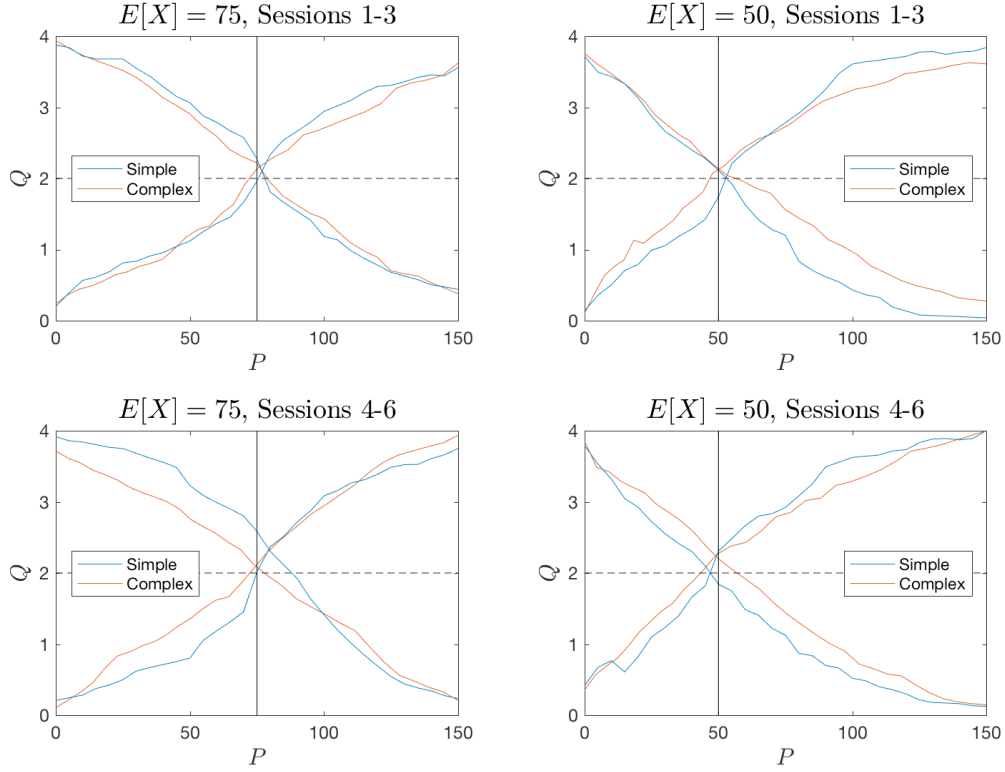 E[X] = 75, Sessions 1-3
4
3
2
1
0
Q
Simple
Complex
0
50
100
150
P
E[X] = 50, Sessions 1-3
4
3
2
1
0
Q
Simple
Complex
0
50
100
150
P
E[X] = 75, Sessions 4-6
4
3
2
1
0
Q
Simple
Complex
0
50
100
150
P
E[X] = 50, Sessions 4-6
4
3
2
1
0
Q
Simple
Complex
0
50
100
150
P